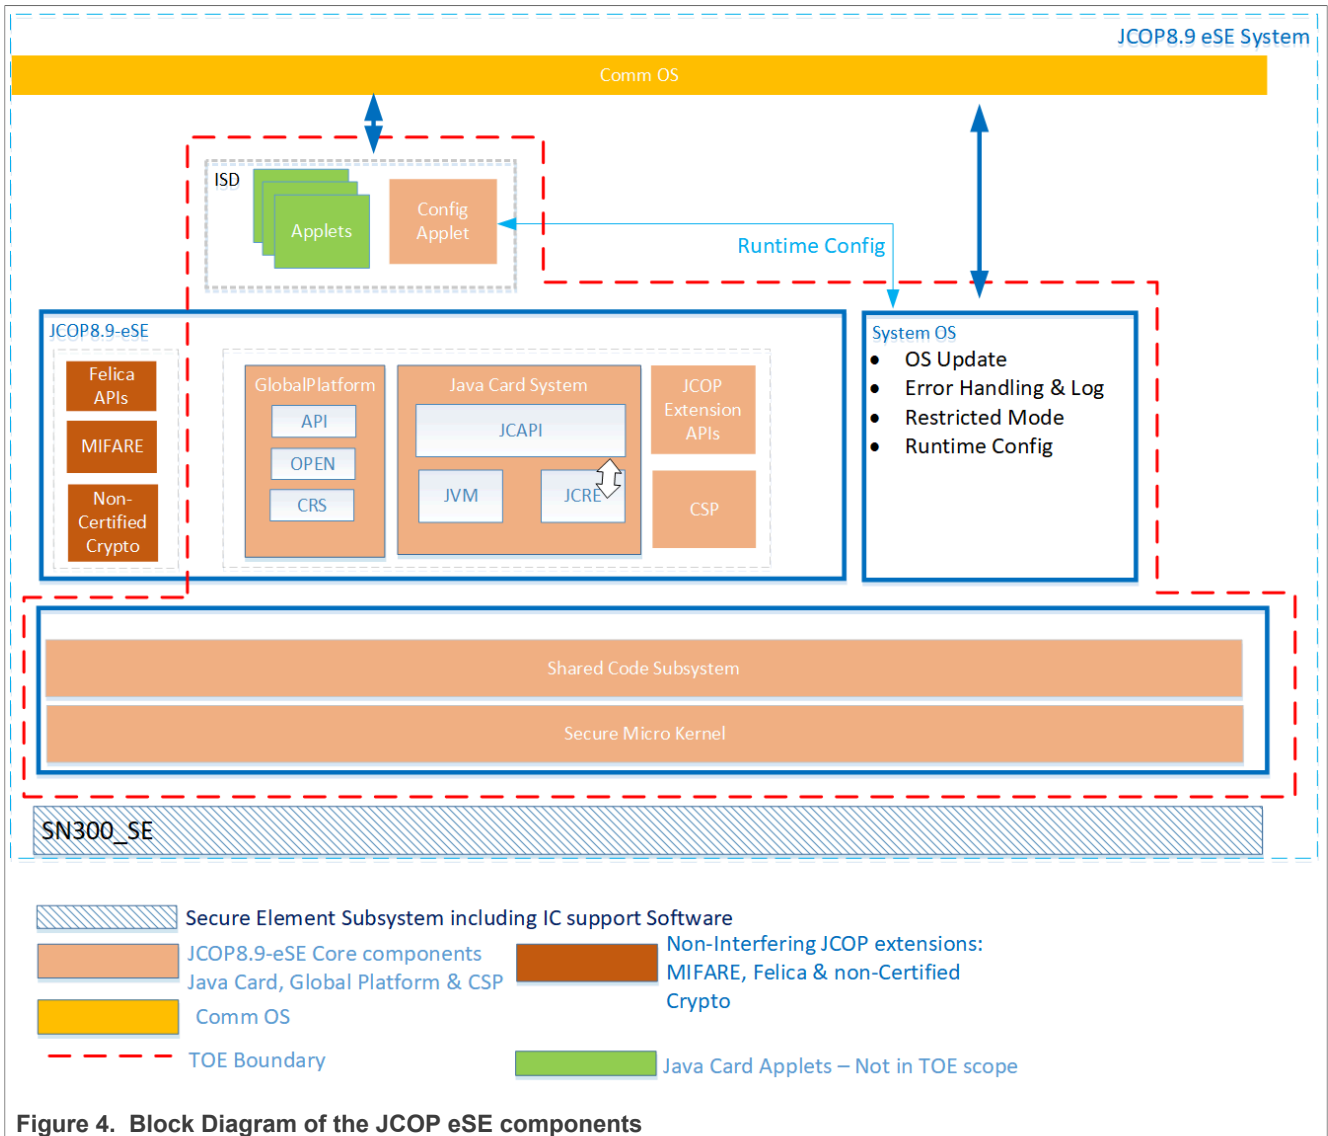 JCOP8.9 eSE System
Comm OS
ISD
Applets
Config
Applet
Runtime Config
JCOP8.9-eSE
Felica
APIs
MIFARE
Non-
Certified
Crypto
GlobalPlatform
API
OPEN
CRS
Java Card System
JCAPI
JVM
JCRE
JCOP
Extension
APIs
CSP
System OS
● OS Update
● Error Handling & Log
● Restricted Mode
● Runtime Config
Shared Code Subsystem
Secure Micro Kernel
SN300_SE
Secure Element Subsystem including IC support Software
JCOP8.9-eSE Core components
Java Card, Global Platform & CSP
Non-Interfering JCOP extensions:
MIFARE, Felica & non-Certified
Crypto
Comm OS
TOE Boundary
Java Card Applets – Not in TOE scope
Figure 4. Block Diagram of the JCOP eSE components